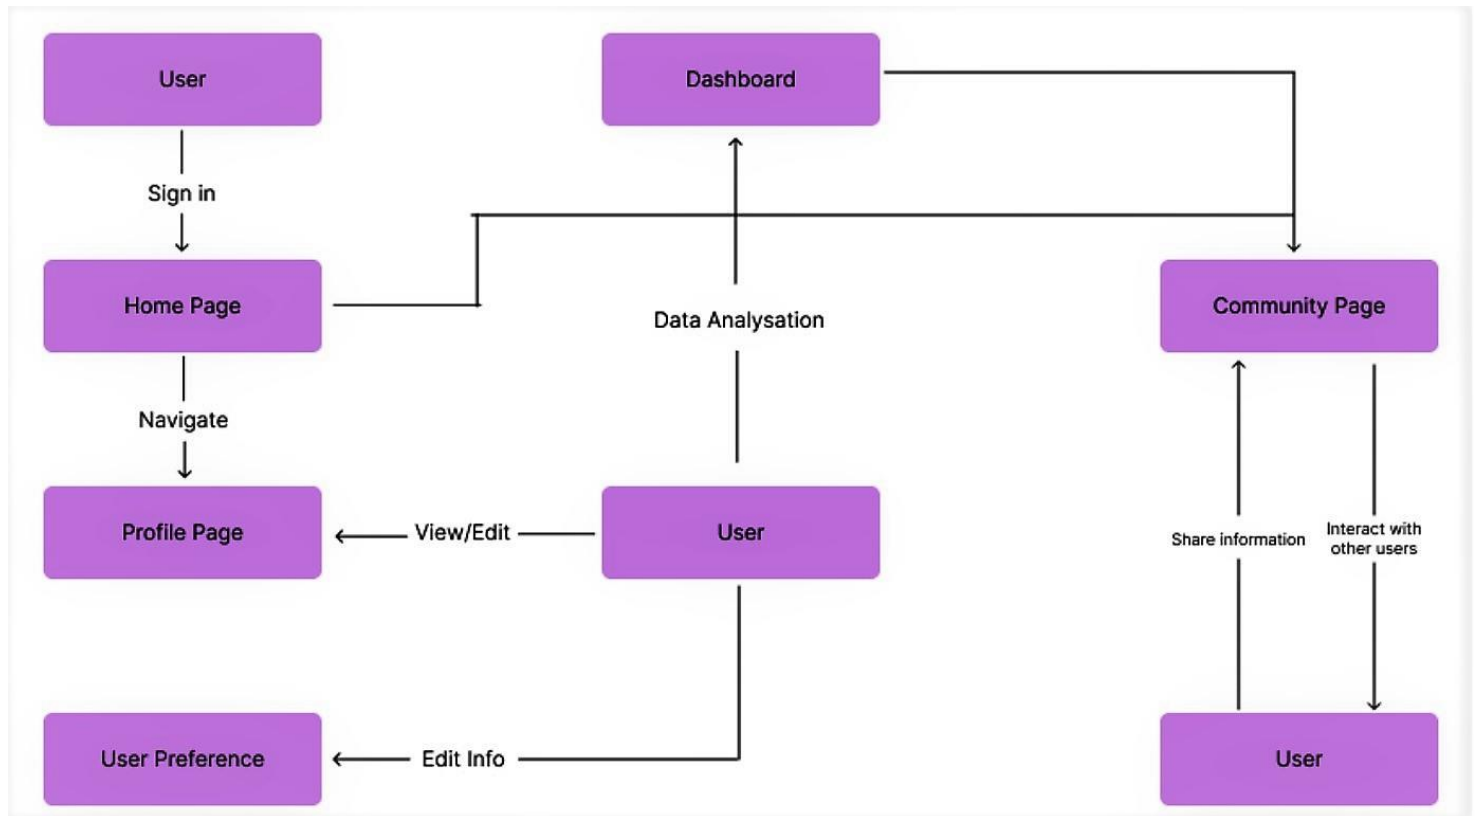 User
Dashboard
Sign in
Home Page
Community Page
Data Analysation
Navigate
Profile Page
View/Edit
User
Share information
Interact with
other users
User Preference
Edit Info
User